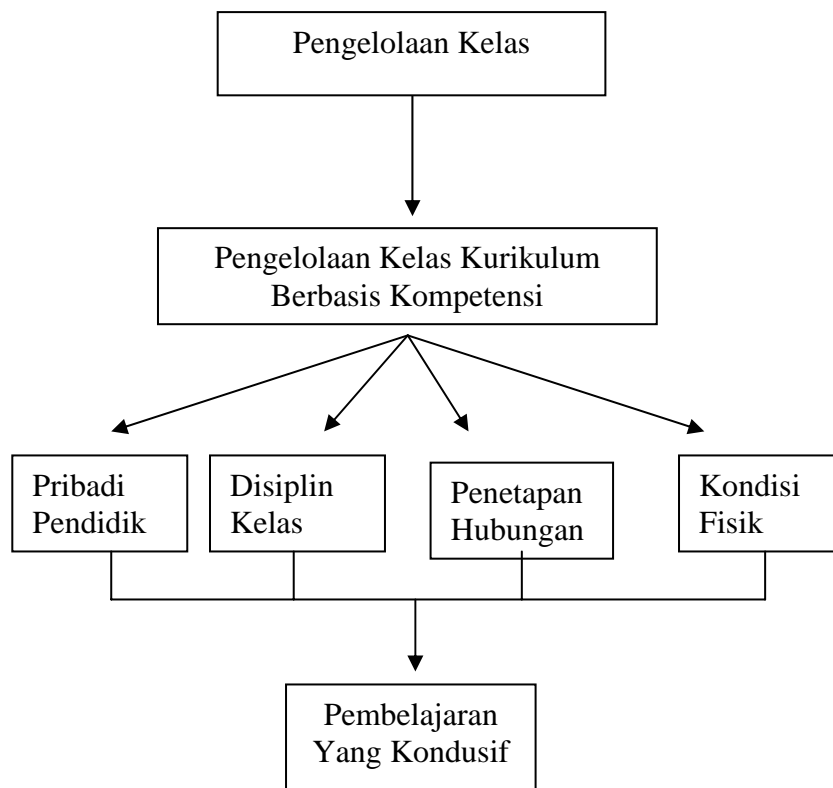 Pengelolaan Kelas
Pengelolaan Kelas Kurikulum
Berbasis Kompetensi
Pribadi
Pendidik
Disiplin
Kelas
Penetapan
Hubungan
Kondisi
Fisik
Pembelajaran
Yang Kondusif